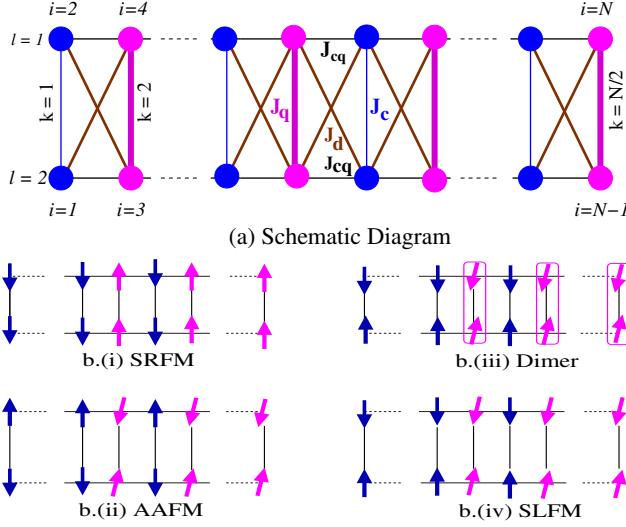 i=2 i=4 i=N
l = 1
J_cq
k = 1 k = 2 J_q J_c k = N/2
J_d
J_cq
l = 2
i=1 i=3 i=N−1
(a) Schematic Diagram
b.(i) SRFM b.(iii) Dimer
b.(ii) AAFM b.(iv) SLFM